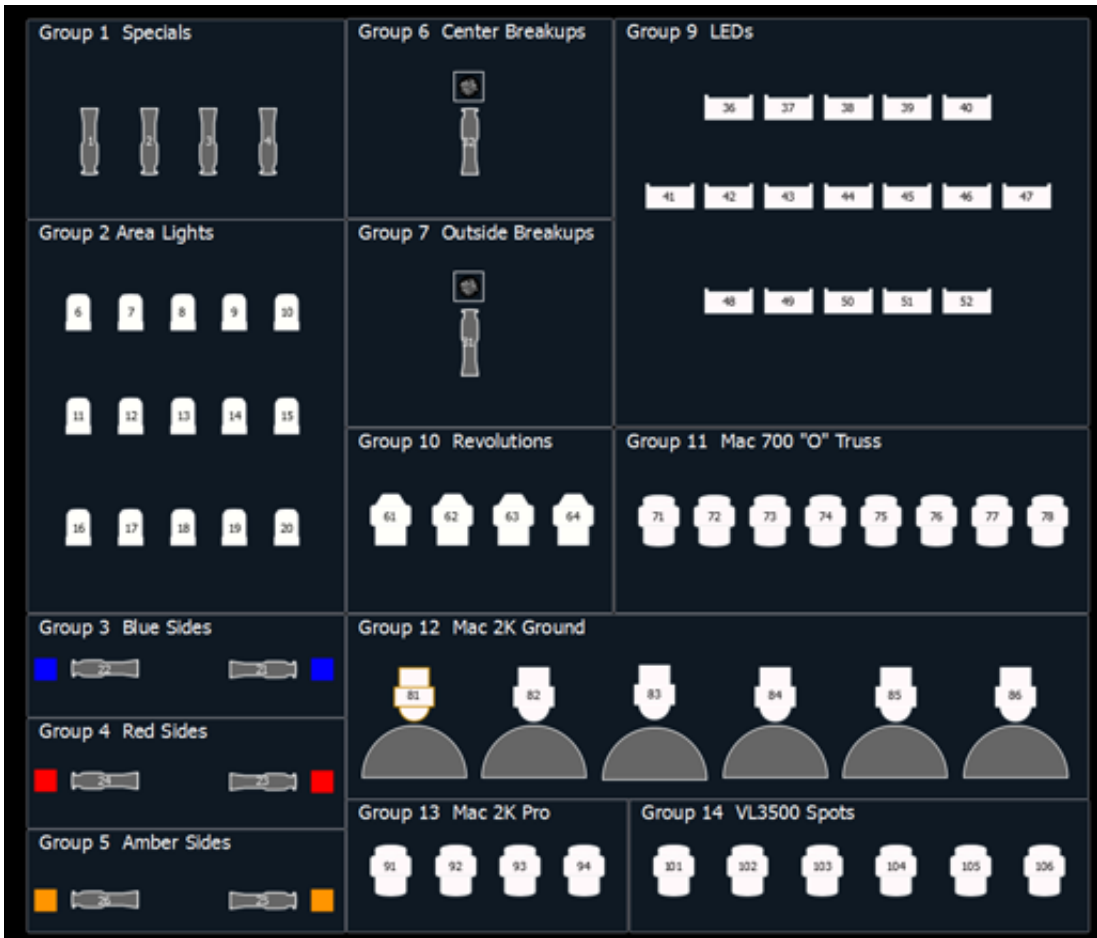 Group 1 Specials
1 2 3 4
Group 6 Center Breakups
32
Group 9 LEDs
36 37 38 39 40
41 42 43 44 45 46 47
48 49 50 51 52
Group 2 Area Lights
6 7 8 9 10
11 12 13 14 15
16 17 18 19 20
Group 7 Outside Breakups
31
Group 10 Revolutions
61 62 63 64
Group 11 Mac 700 "O" Truss
71 72 73 74 75 76 77 78
Group 3 Blue Sides
22 21
Group 4 Red Sides
24 23
Group 5 Amber Sides
26 25
Group 12 Mac 2K Ground
81 82 83 84 85 86
Group 13 Mac 2K Pro
91 92 93 94
Group 14 VL3500 Spots
101 102 103 104 105 106